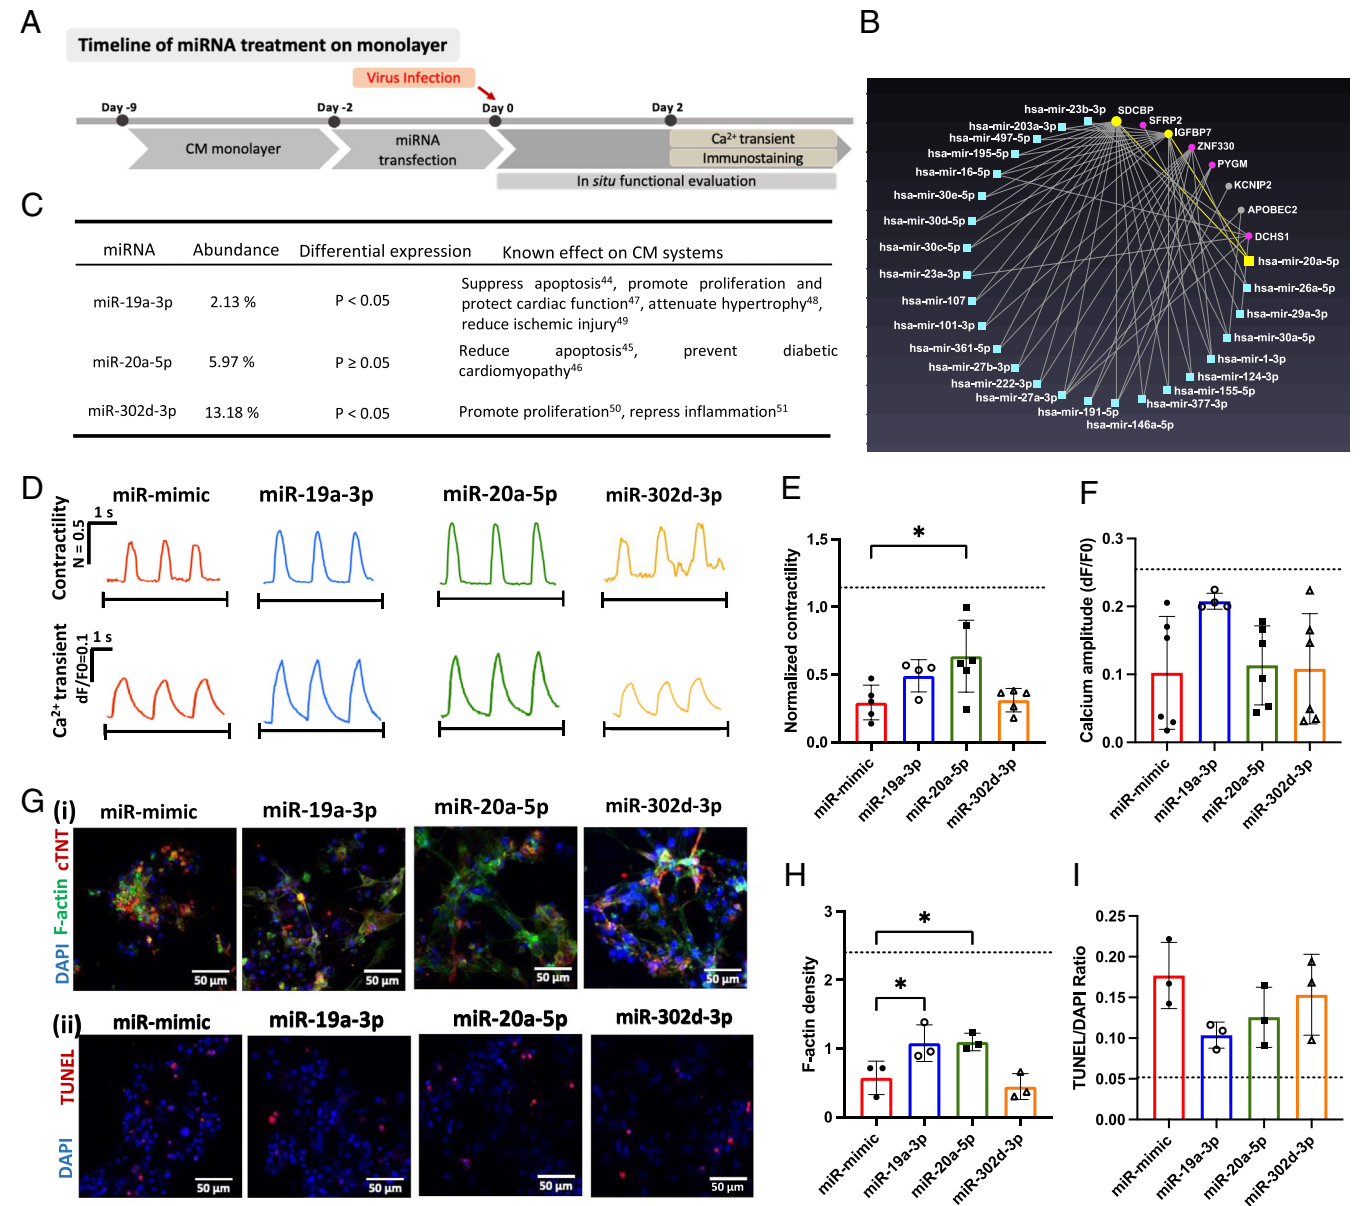 A
Timeline of miRNA treatment on monolayer
Virus Infection
Day -9
Day -2
Day 0
Day 2
CM monolayer
miRNA
transfection
Ca²⁺ transient
Immunostaining
In situ functional evaluation
B
hsa-mir-23b-3p
SDCBP
hsa-mir-203a-3p
SFRP2
hsa-mir-497-5p
IGFBP7
hsa-mir-195-5p
ZNF330
hsa-mir-16-5p
PYGM
hsa-mir-30e-5p
KCNIP2
hsa-mir-30d-5p
APOBEC2
hsa-mir-30c-5p
DCHS1
hsa-mir-23a-3p
hsa-mir-20a-5p
hsa-mir-107
hsa-mir-26a-5p
hsa-mir-101-3p
hsa-mir-29a-3p
hsa-mir-361-5p
hsa-mir-30a-5p
hsa-mir-27b-3p
hsa-mir-1-3p
hsa-mir-222-3p
hsa-mir-124-3p
hsa-mir-27a-3p
hsa-mir-155-5p
hsa-mir-191-5p
hsa-mir-377-3p
hsa-mir-146a-5p
C
miRNA Abundance Differential expression Known effect on CM systems
miR-19a-3p 2.13 % P < 0.05
Suppress apoptosis⁴⁴, promote proliferation and
protect cardiac function⁴⁷, attenuate hypertrophy⁴⁸,
reduce ischemic injury⁴⁹
miR-20a-5p 5.97 % P ≥ 0.05
Reduce apoptosis⁴⁵, prevent diabetic
cardiomyopathy⁴⁶
miR-302d-3p 13.18 % P < 0.05 Promote proliferation⁵⁰, repress inflammation⁵¹
D
miR-mimic miR-19a-3p miR-20a-5p miR-302d-3p
Contractility
N = 0.5
1 s
Ca²⁺ transient
dF/F0=0.1
1 s
E
Normalized contractility
1.5
1.0
0.5
0.0
*
miR-mimic
miR-19a-3p
miR-20a-5p
miR-302d-3p
F
Calcium amplitude (dF/F0)
0.3
0.2
0.1
0.0
miR-mimic
miR-19a-3p
miR-20a-5p
miR-302d-3p
G
(i)
miR-mimic miR-19a-3p miR-20a-5p miR-302d-3p
DAPI F-actin cTNT
50 µm
50 µm
50 µm
50 µm
(ii)
miR-mimic miR-19a-3p miR-20a-5p miR-302d-3p
DAPI TUNEL
50 µm
50 µm
50 µm
50 µm
H
F-actin density
3
2
1
0
*
*
miR-mimic
miR-19a-3p
miR-20a-5p
miR-302d-3p
I
TUNEL/DAPI Ratio
0.25
0.20
0.15
0.10
0.05
0.00
miR-mimic
miR-19a-3p
miR-20a-5p
miR-302d-3p